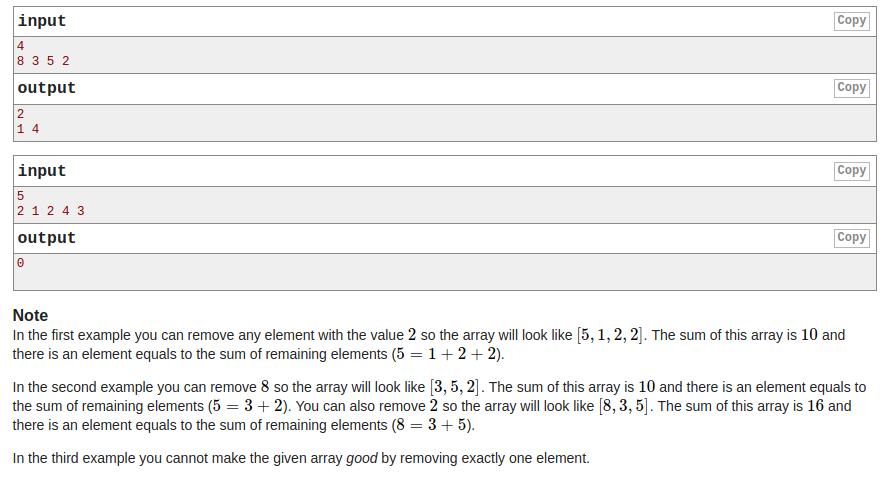 input
Copy
4
8 3 5 2
output
Copy
2
1 4
input
Copy
5
2 1 2 4 3
output
Copy
0
Note
In the first example you can remove any element with the value 2 so the array will look like [5, 1, 2, 2]. The sum of this array is 10 and
there is an element equals to the sum of remaining elements (5 = 1 + 2 + 2).
In the second example you can remove 8 so the array will look like [3, 5, 2]. The sum of this array is 10 and there is an element equals to
the sum of remaining elements (5 = 3 + 2). You can also remove 2 so the array will look like [8, 3, 5]. The sum of this array is 16 and
there is an element equals to the sum of remaining elements (8 = 3 + 5).
In the third example you cannot make the given array good by removing exactly one element.